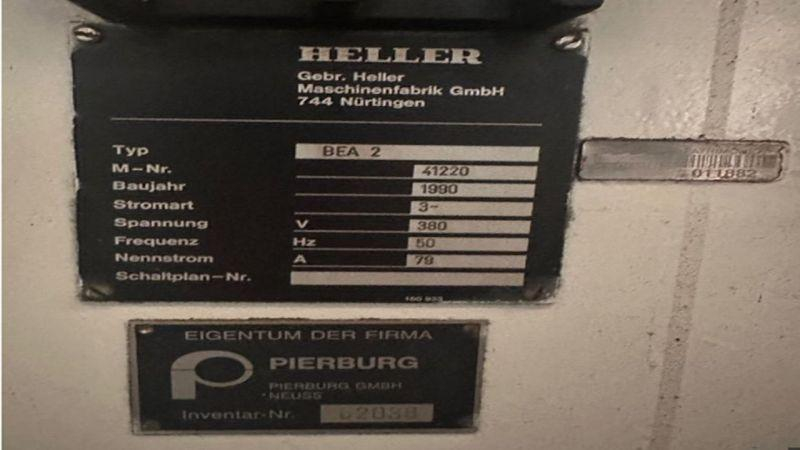 HELLER
Gebr. Heller
Maschinenfabrik GmbH
744 Nürtingen
Typ BEA 2
M-Nr. 41220
Baujahr 1990
Stromart 3~
Spannung V 380
Frequenz Hz 50
Nennstrom A 79
Schaltplan-Nr.
011882
EIGENTUM DER FIRMA
PIERBURG
PIERBURG GMBH
NEUSS
Inventar-Nr.